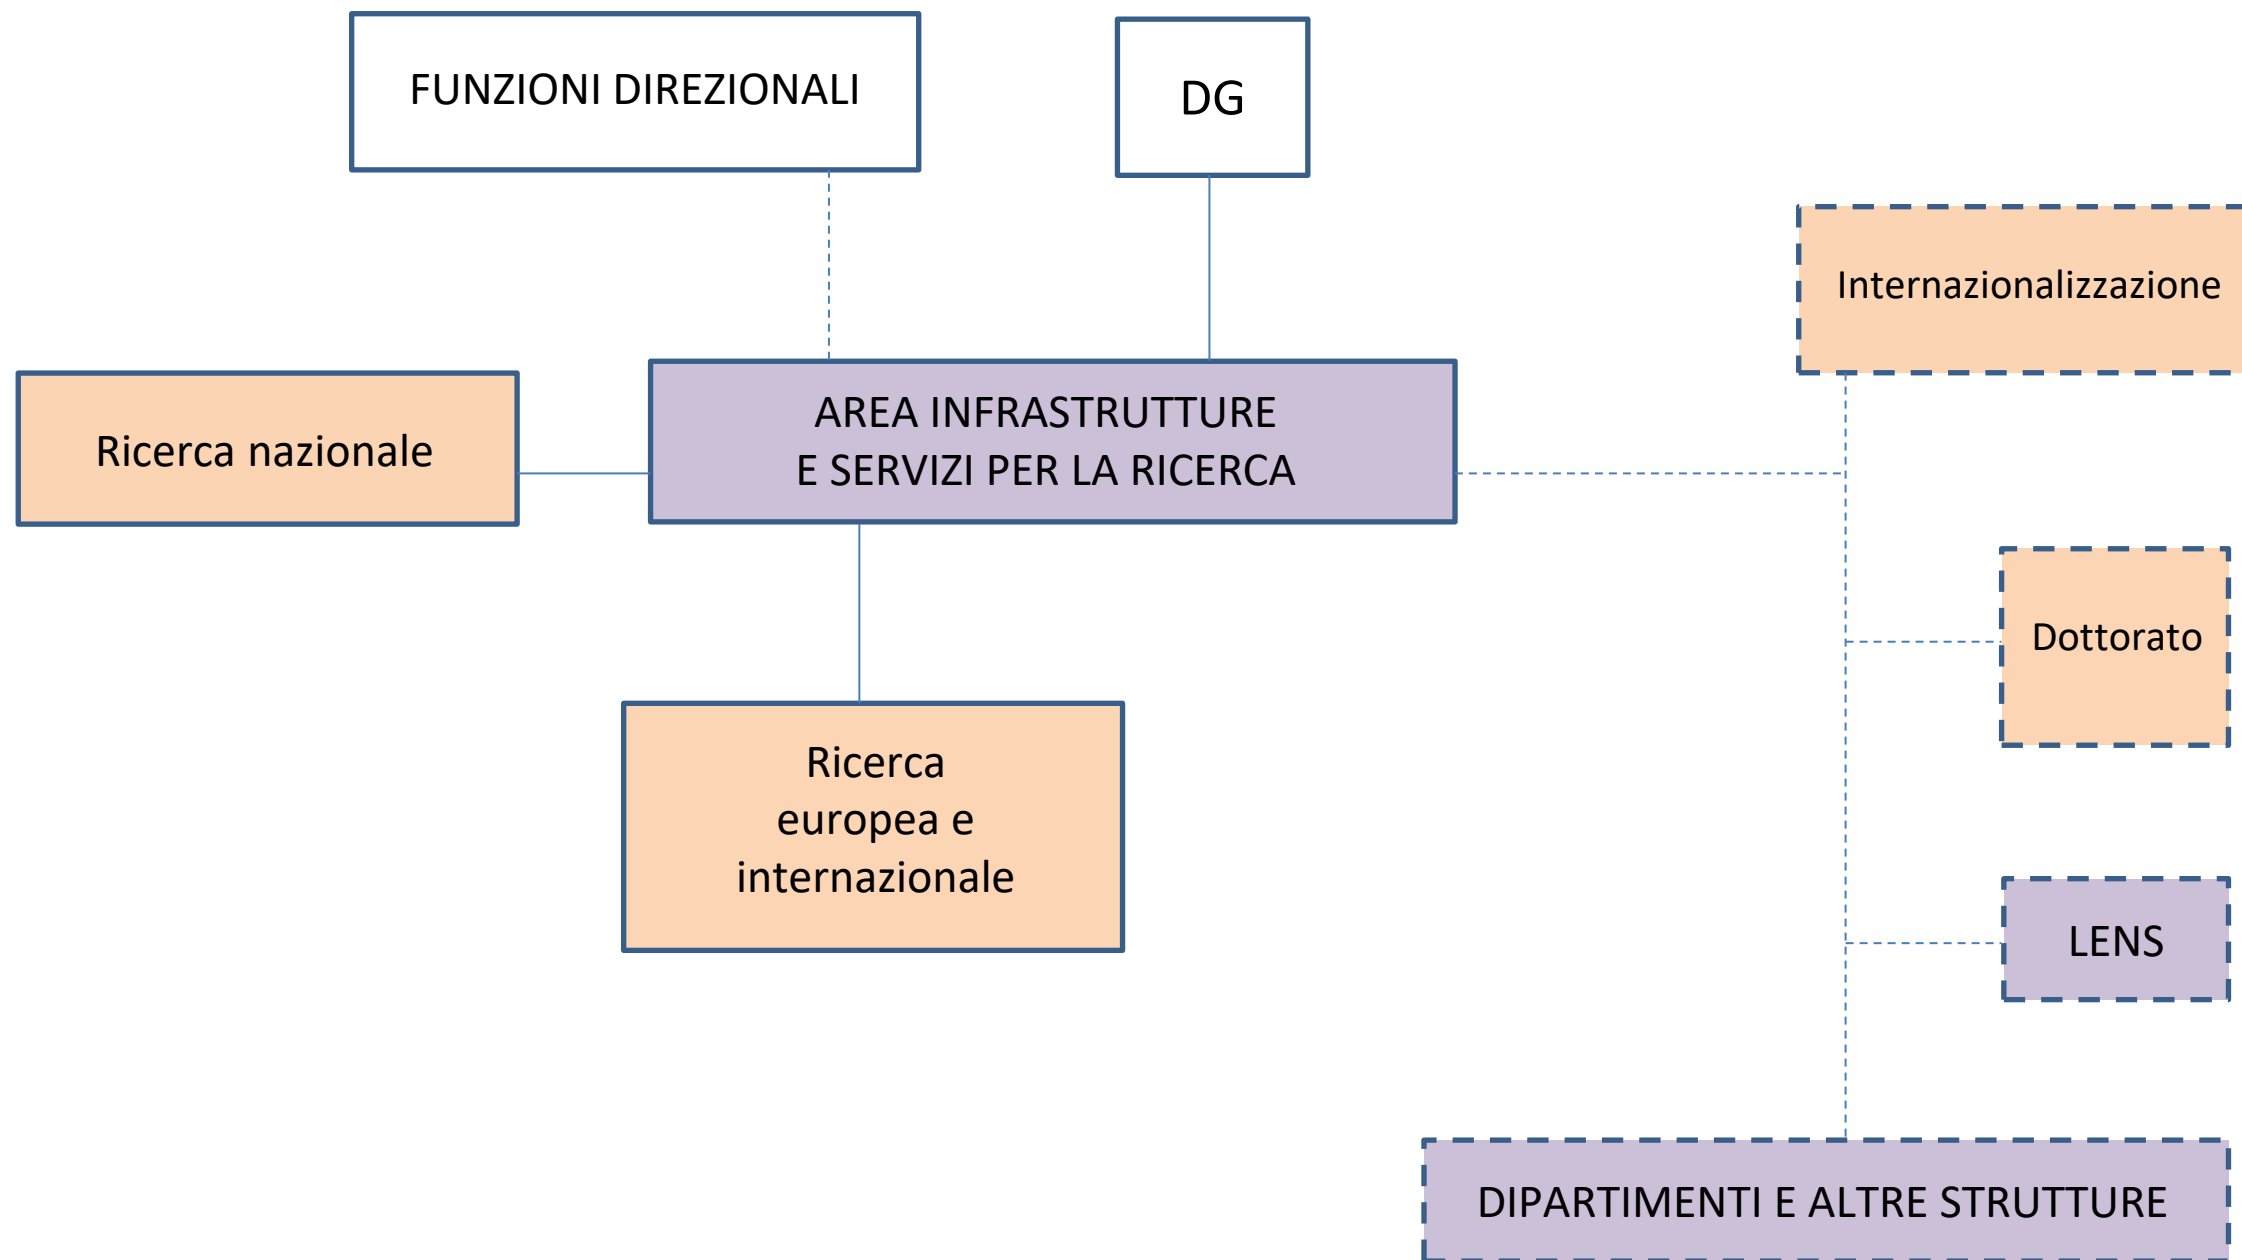 FUNZIONI DIREZIONALI
DG
Internazionalizzazione
Ricerca nazionale
AREA INFRASTRUTTURE
E SERVIZI PER LA RICERCA
Dottorato
Ricerca
europea e
internazionale
LENS
DIPARTIMENTI E ALTRE STRUTTURE